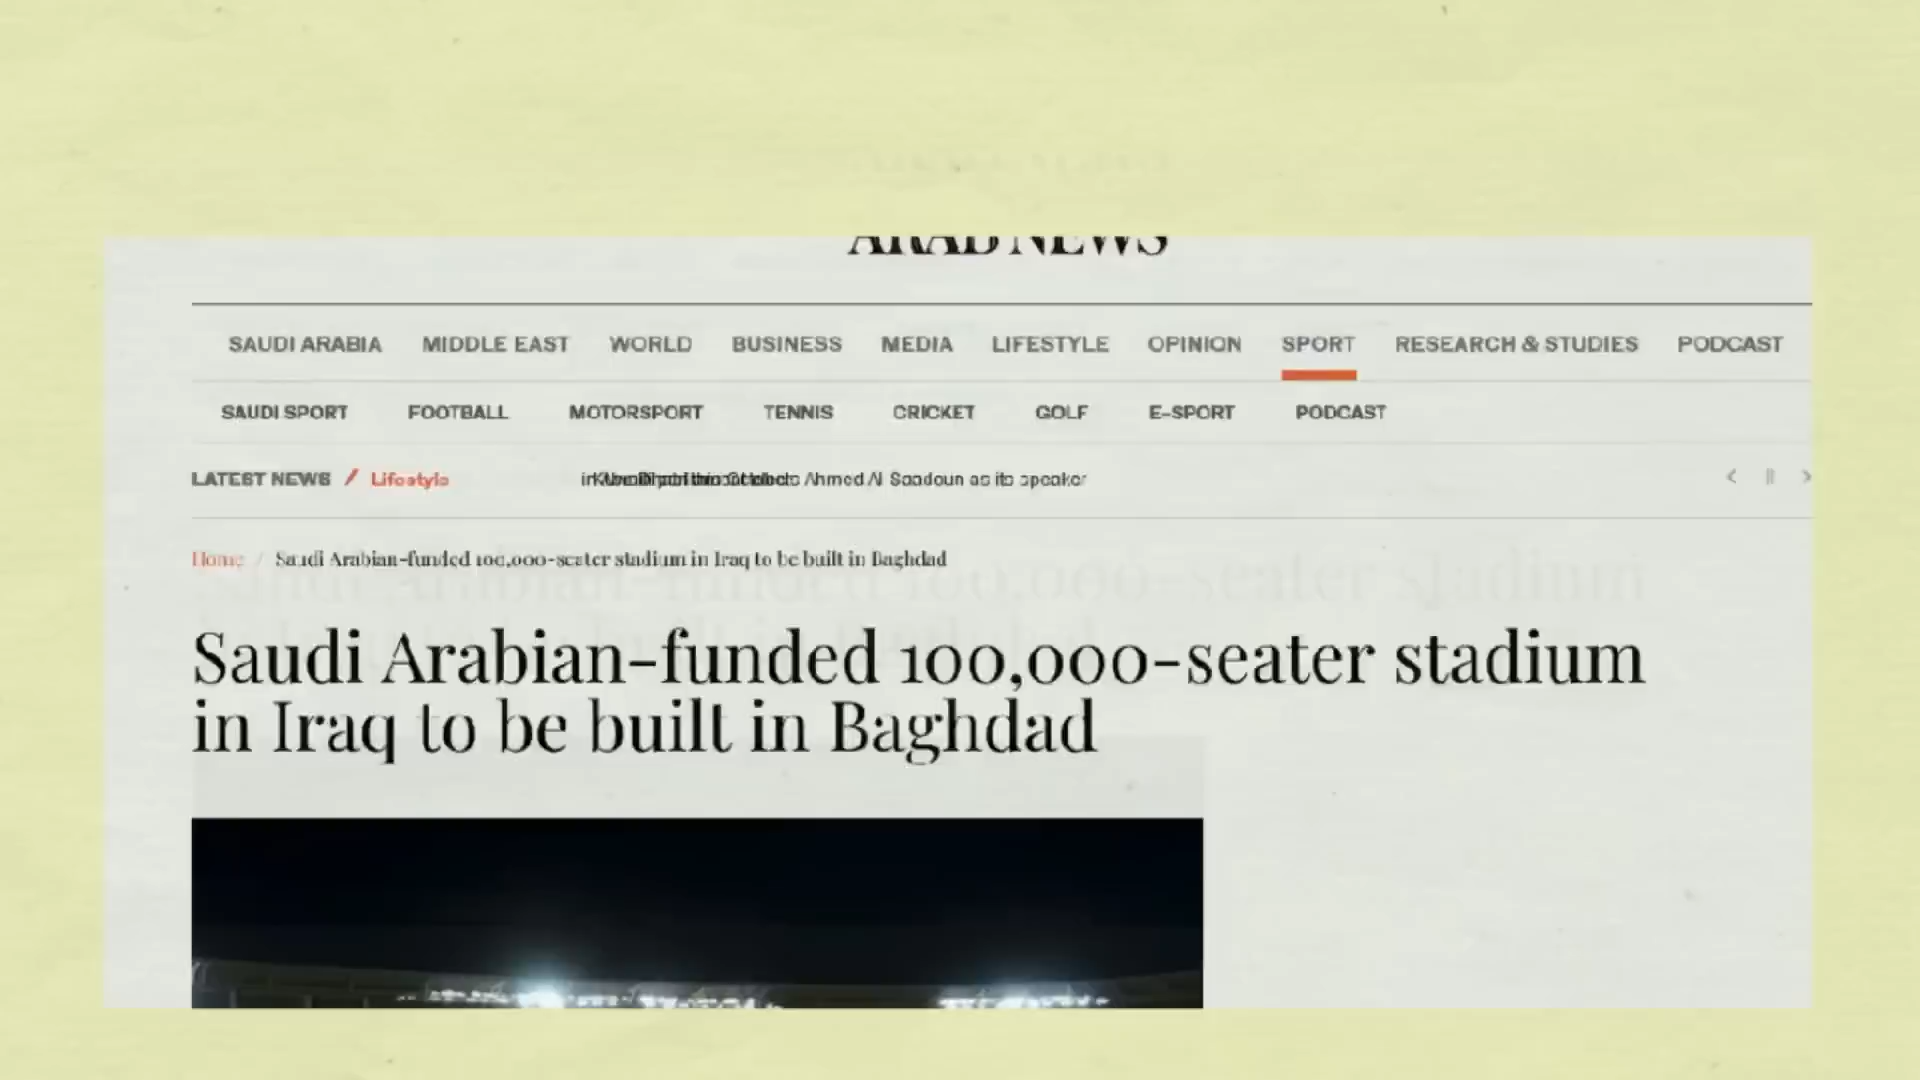 ARAB NEWS
SAUDI ARABIA MIDDLE EAST WORLD BUSINESS MEDIA LIFESTYLE OPINION SPORT RESEARCH & STUDIES PODCAST
SAUDI SPORT FOOTBALL MOTORSPORT TENNIS CRICKET GOLF E-SPORT PODCAST
LATEST NEWS / Lifestyle Ahmed Al Saadoun as its speaker
Home / Saudi Arabian-funded 100,000-seater stadium in Iraq to be built in Baghdad
Saudi Arabian-funded 100,000-seater stadium
in Iraq to be built in Baghdad